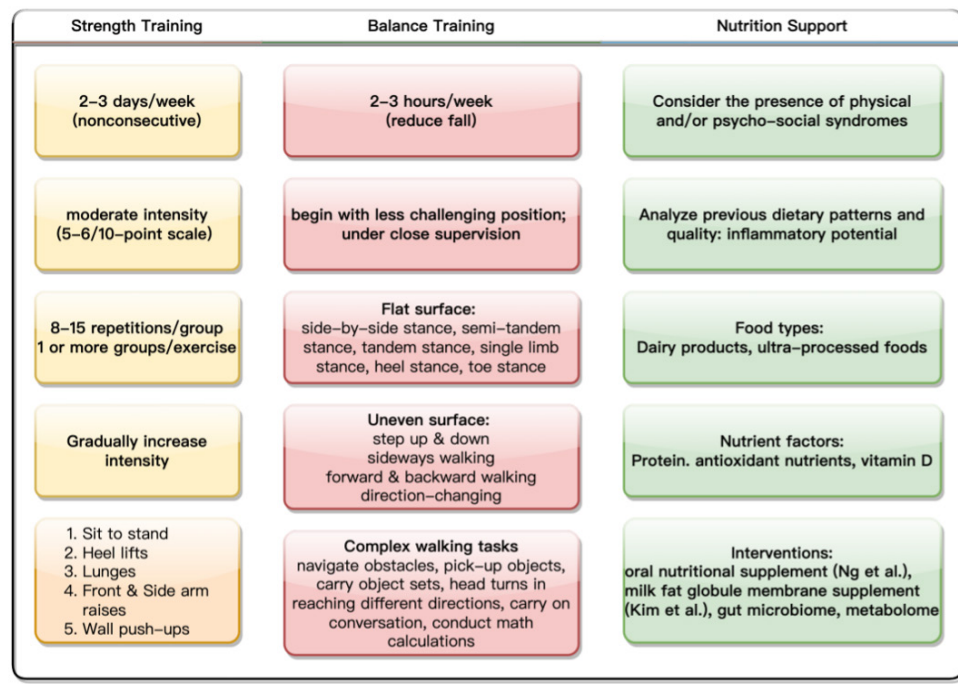 Strength Training
Balance Training
Nutrition Support
2-3 days/week
(nonconsecutive)
moderate intensity
(5-6/10-point scale)
8-15 repetitions/group
1 or more groups/exercise
Gradually increase
intensity
1. Sit to stand
2. Heel lifts
3. Lunges
4. Front & Side arm
raises
5. Wall push-ups
2-3 hours/week
(reduce fall)
begin with less challenging position;
under close supervision
Flat surface:
side-by-side stance, semi-tandem
stance, tandem stance, single limb
stance, heel stance, toe stance
Uneven surface:
step up & down
sideways walking
forward & backward walking
direction-changing
Complex walking tasks
navigate obstacles, pick-up objects,
carry object sets, head turns in
reaching different directions, carry on
conversation, conduct math
calculations
Consider the presence of physical
and/or psycho-social syndromes
Analyze previous dietary patterns and
quality: inflammatory potential
Food types:
Dairy products, ultra-processed foods
Nutrient factors:
Protein. antioxidant nutrients, vitamin D
Interventions:
oral nutritional supplement (Ng et al.),
milk fat globule membrane supplement
(Kim et al.), gut microbiome, metabolome